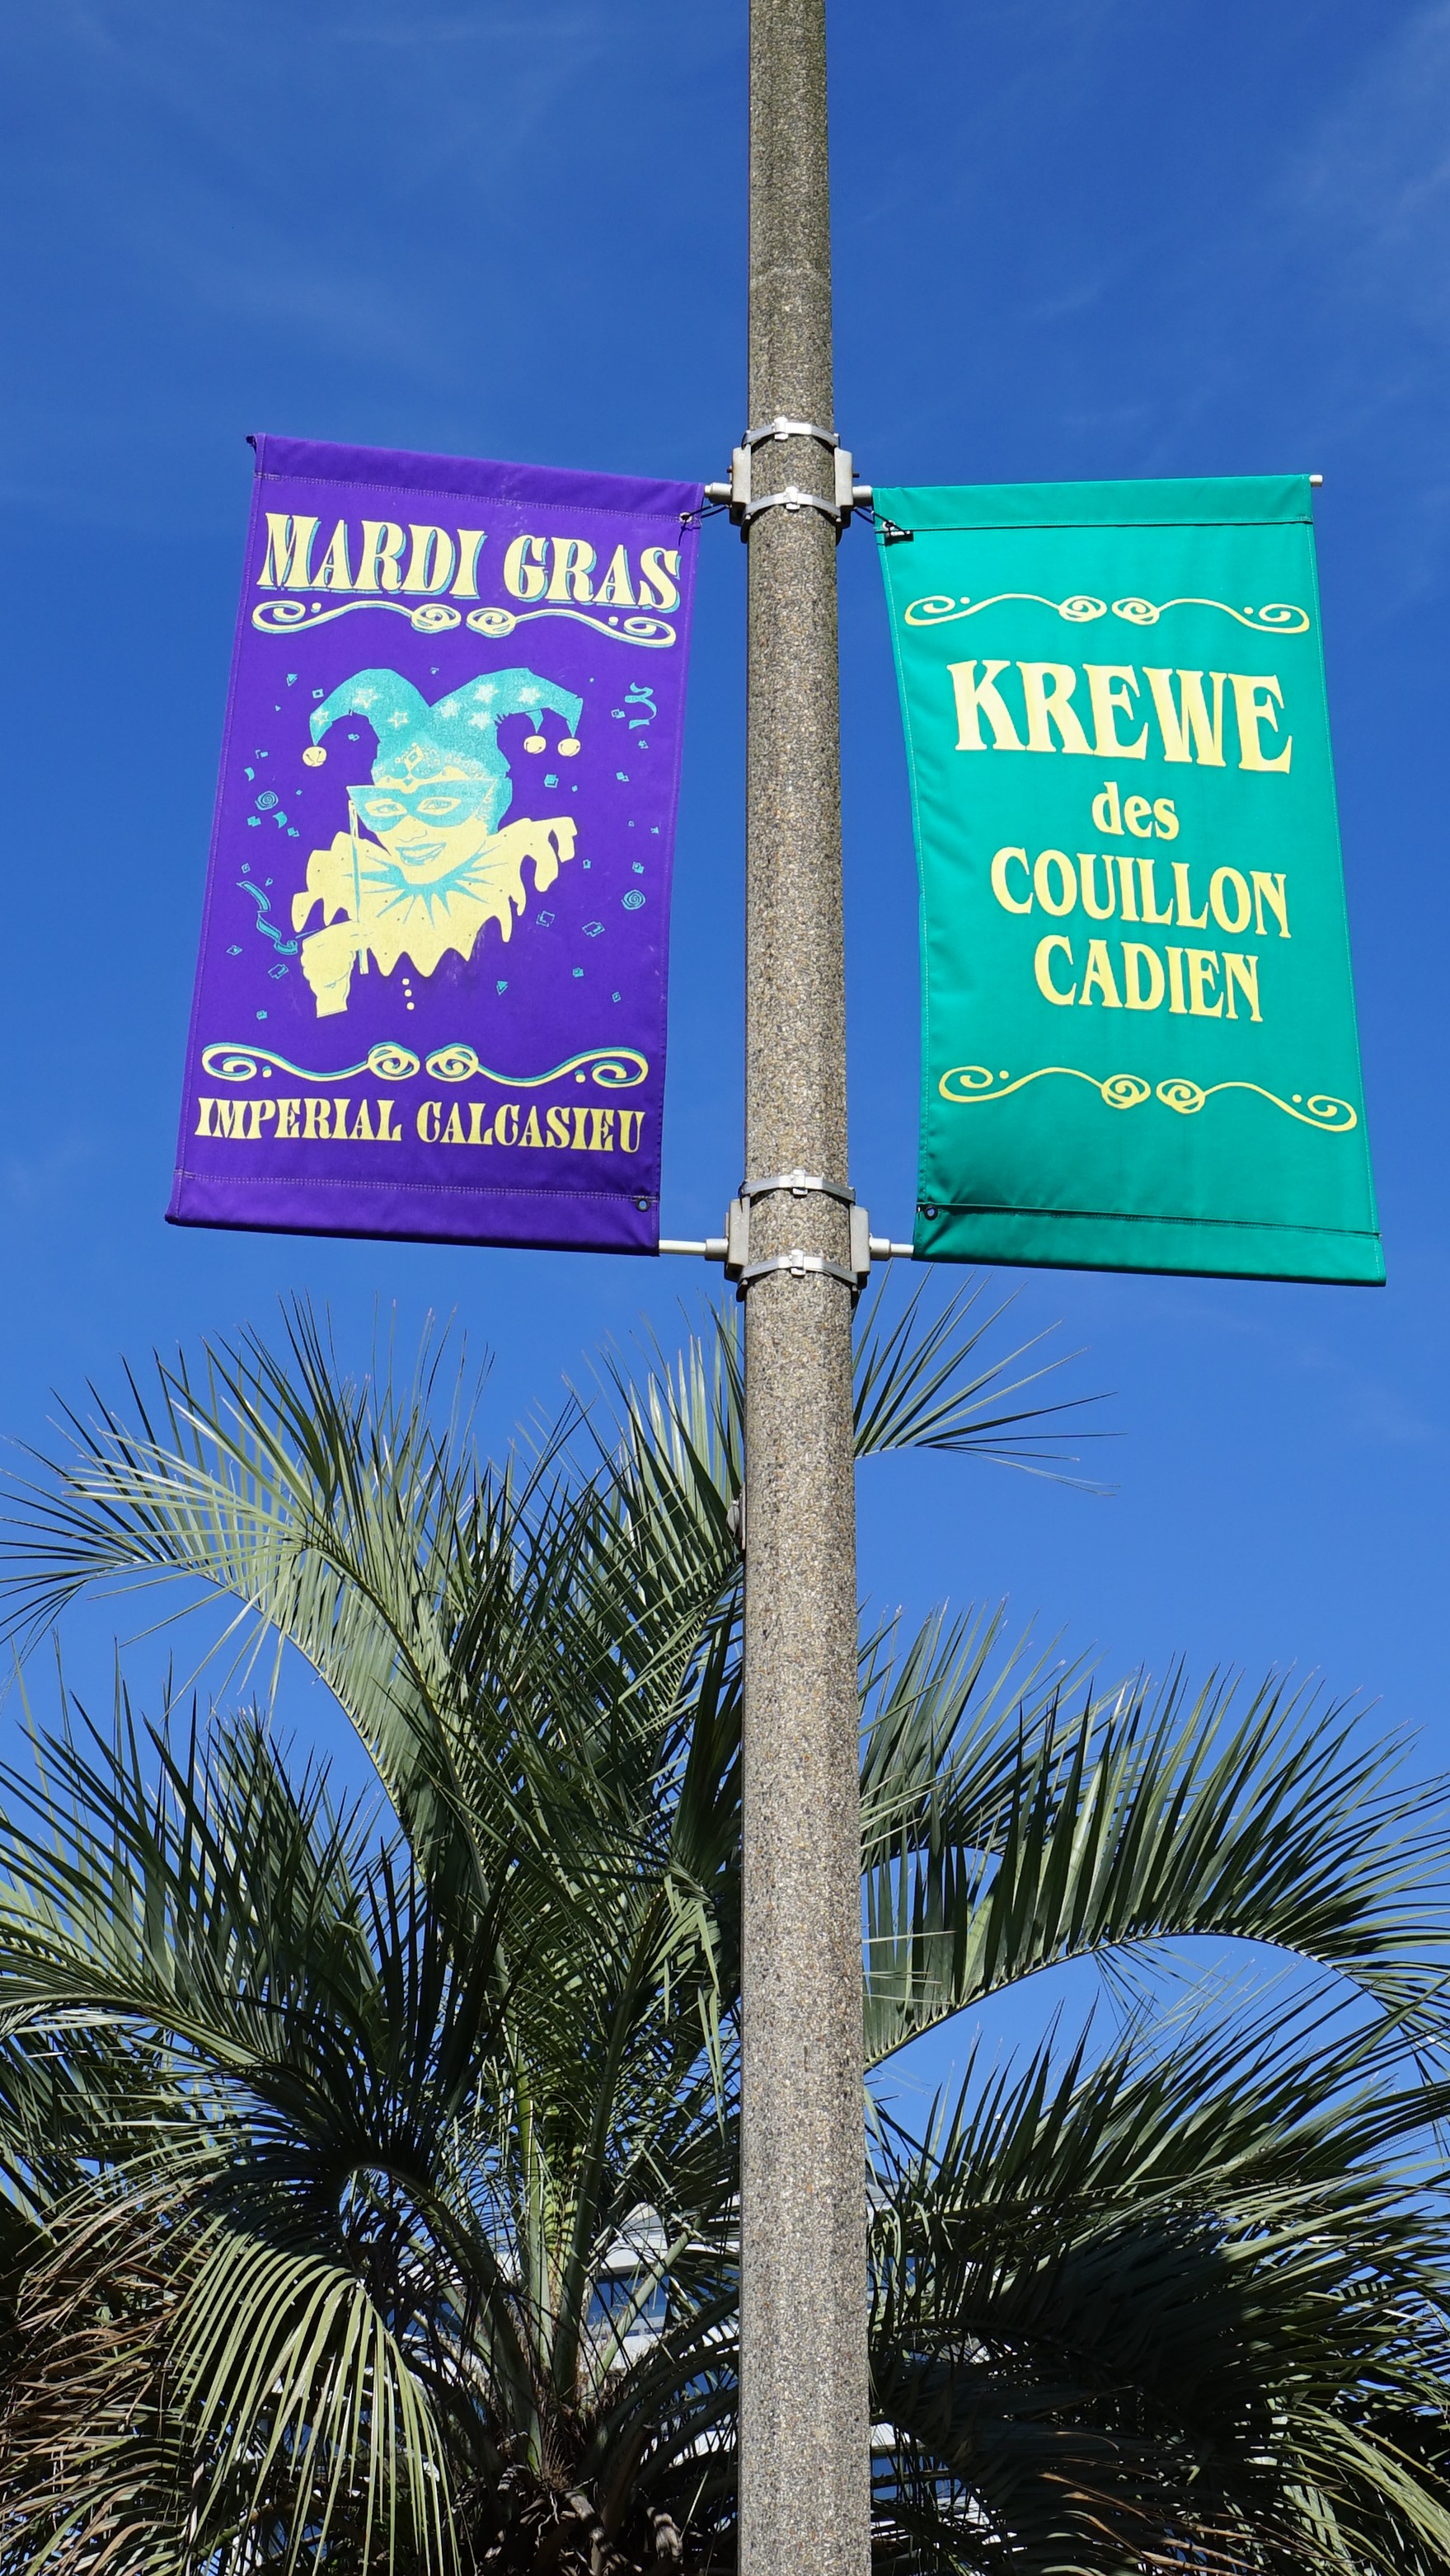 MARDI GRAS
IMPERIAL CALCASIEU
KREWE
des
COUILLON
CADIEN